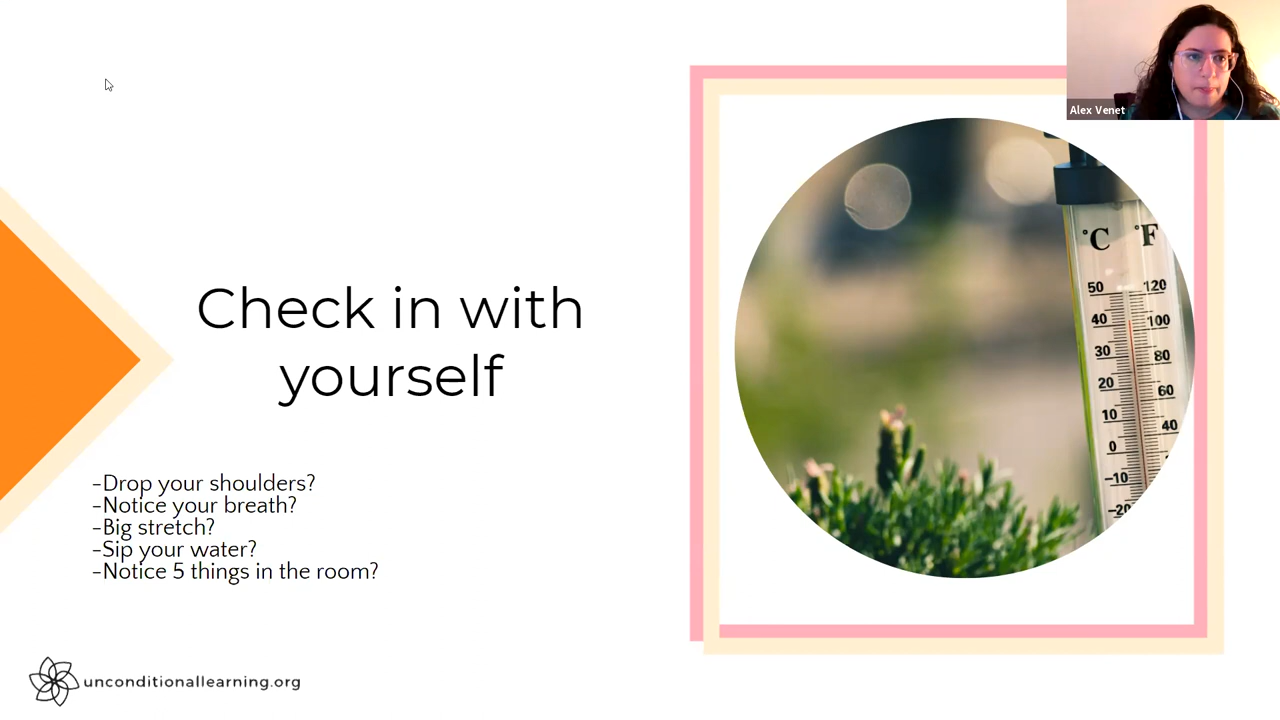 Alex Venet
Check in with
yourself
-Drop your shoulders?
-Notice your breath?
-Big stretch?
-Sip your water?
-Notice 5 things in the room?
°C °F
50 120
40 100
30 80
20 60
10 40
0
-10
-20
unconditionallearning.org